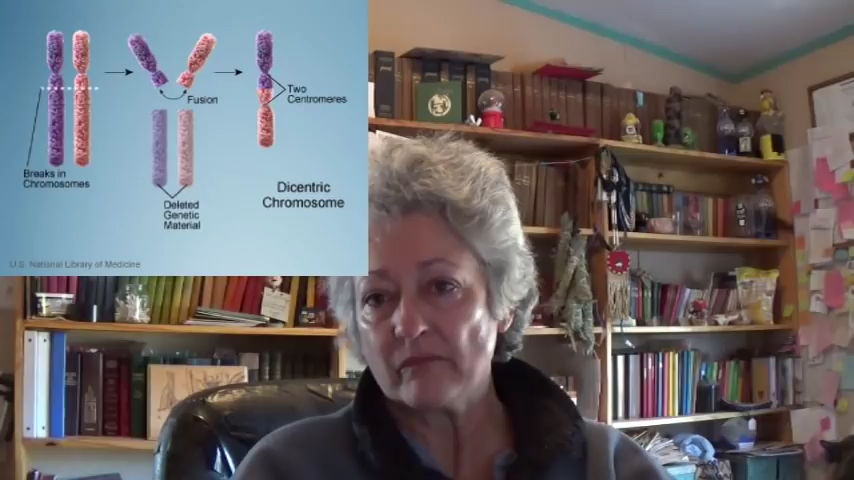 Fusion
Two
Centromeres
Breaks in
Chromosomes
Deleted
Genetic
Material
Dicentric
Chromosome
U.S. National Library of Medicine